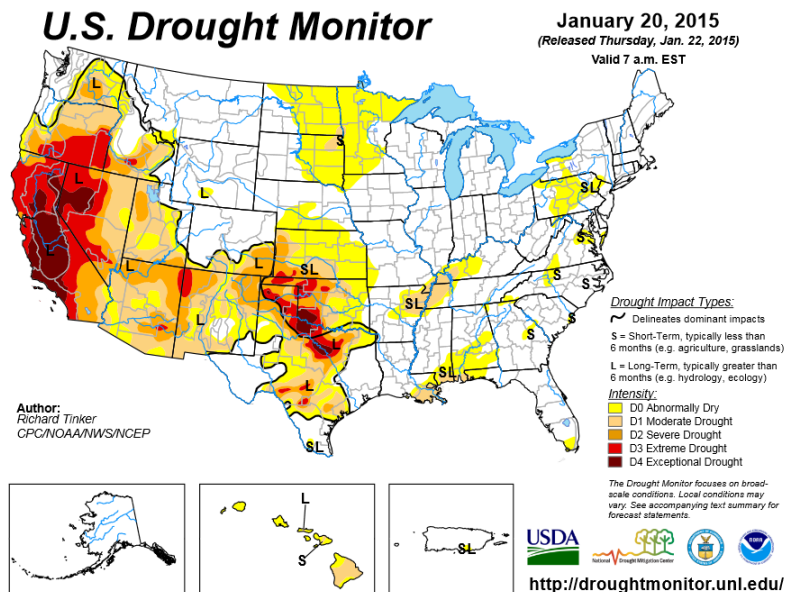 U.S. Drought Monitor
January 20, 2015
(Released Thursday, Jan. 22, 2015)
Valid 7 a.m. EST
L
S
L
L
SL
L
L
L
SL
S
SL
S
L
SL
S
S
S
L
L
SL
SL
Drought Impact Types:
Delineates dominant impacts
S = Short-Term, typically less than
6 months (e.g. agriculture, grasslands)
L = Long-Term, typically greater than
6 months (e.g. hydrology, ecology)
Intensity:
D0 Abnormally Dry
D1 Moderate Drought
D2 Severe Drought
D3 Extreme Drought
D4 Exceptional Drought
Author:
Richard Tinker
CPC/NOAA/NWS/NCEP
The Drought Monitor focuses on broad-
scale conditions. Local conditions may
vary. See accompanying text summary for
forecast statements.
L
S
SL
USDA
National Drought Mitigation Center
NOAA
http://droughtmonitor.unl.edu/